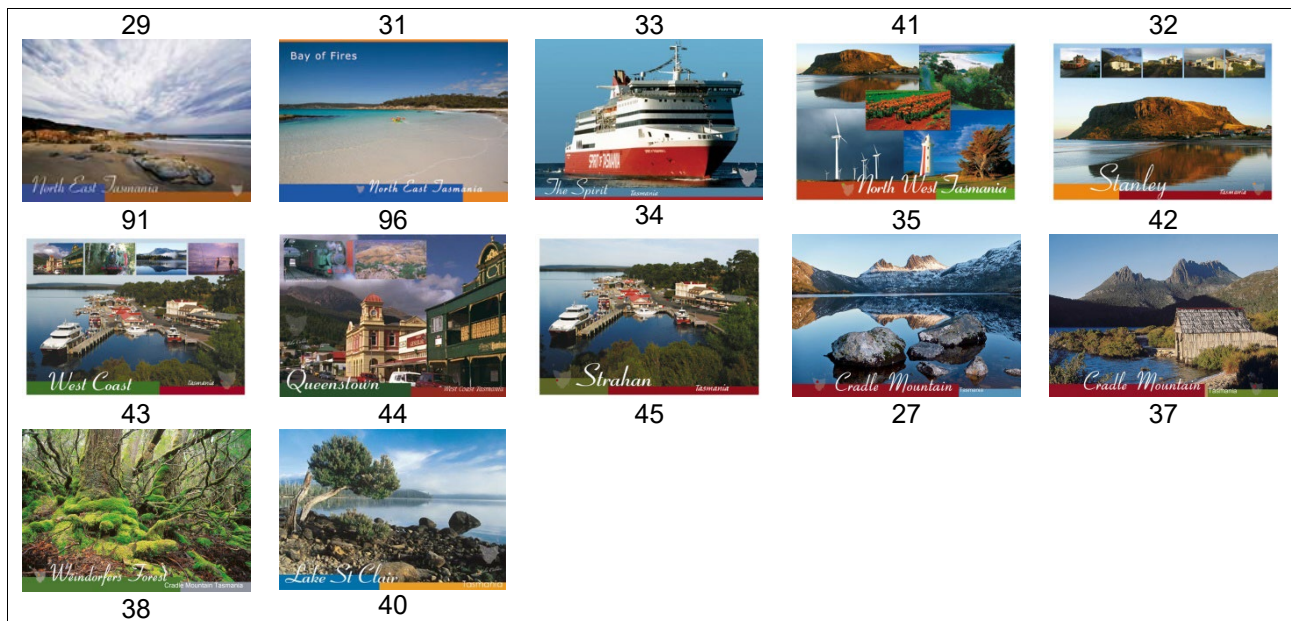 29 31 33 41 32
Bay of Fires
SPIRIT OF TASMANIA
North East Tasmania
North East Tasmania
The Spirit Tasmania
North West Tasmania
Stanley Tasmania
91 96 34 35 42
West Coast Tasmania
Queenstown West Coast Tasmania
Strahan Tasmania
Cradle Mountain Tasmania
Cradle Mountain Tasmania
43 44 45 27 37
Weindorfers Forest Cradle Mountain Tasmania
Lake St Clair Tasmania
38 40